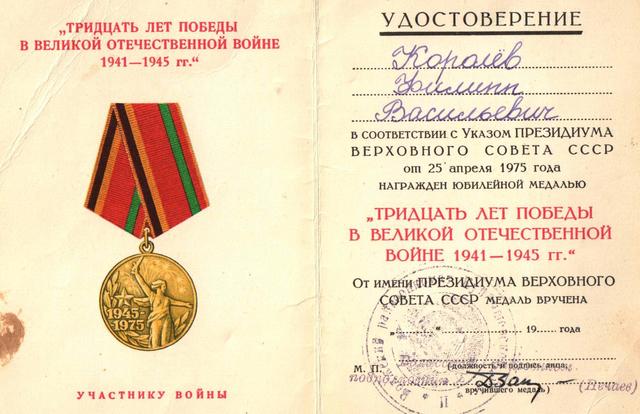 „ТРИДЦАТЬ ЛЕТ ПОБЕДЫ
В ВЕЛИКОЙ ОТЕЧЕСТВЕННОЙ ВОЙНЕ
1941—1945 гг.“
1945-
1975
УЧАСТНИКУ ВОЙНЫ
УДОСТОВЕРЕНИЕ
Королёв
Филипп
Васильевич
В СООТВЕТСТВИИ С УКАЗОМ ПРЕЗИДИУМА
ВЕРХОВНОГО СОВЕТА СССР
от 25 апреля 1975 года
НАГРАЖДЕН ЮБИЛЕЙНОЙ МЕДАЛЬЮ
„ТРИДЦАТЬ ЛЕТ ПОБЕДЫ
В ВЕЛИКОЙ ОТЕЧЕСТВЕННОЙ
ВОЙНЕ 1941—1945 гг.“
От имени ПРЕЗИДИУМА ВЕРХОВНОГО
СОВЕТА СССР МЕДАЛЬ ВРУЧЕНА
„......“ .................. 19..... года
М. П.
(должность и подпись лица,
вручившего медаль)